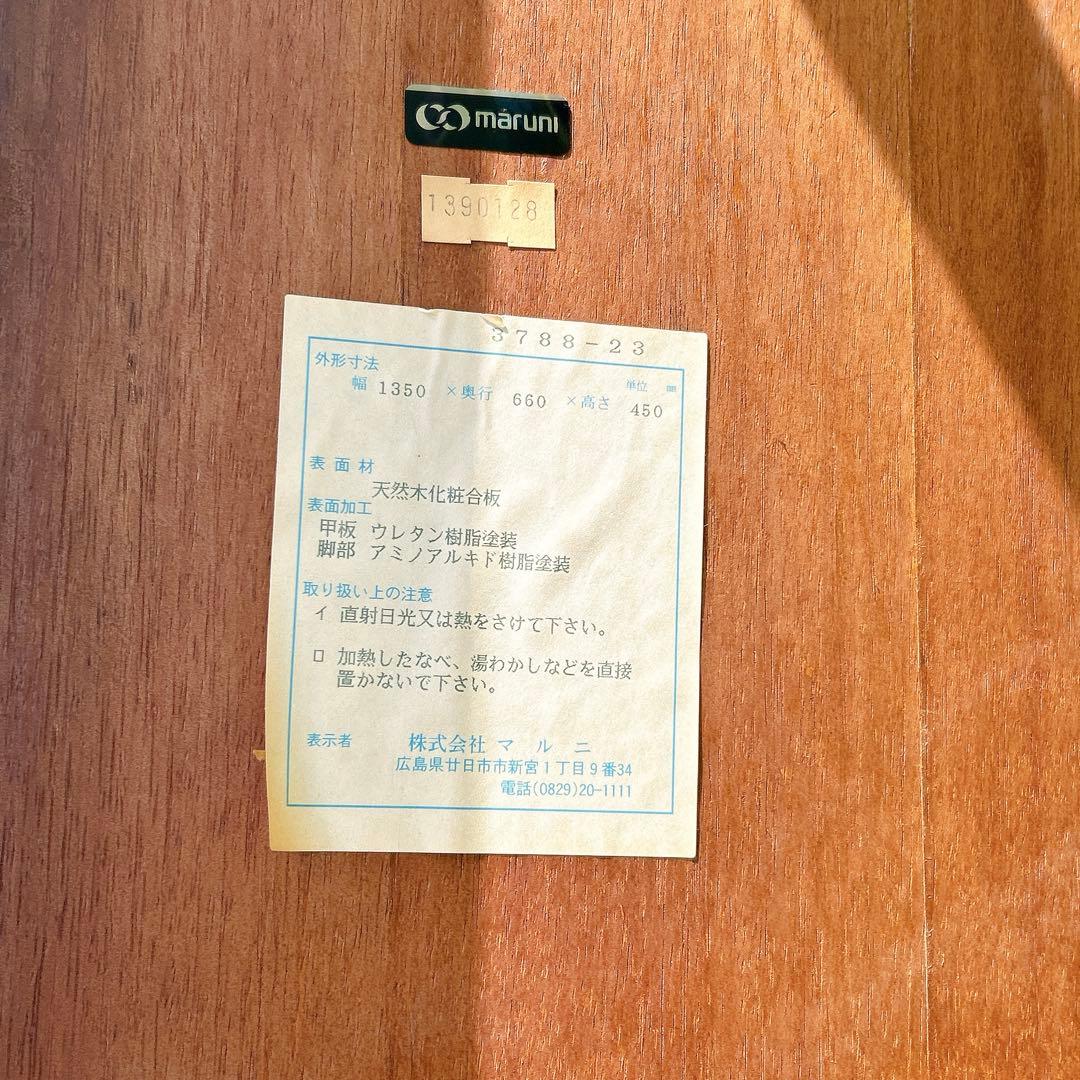 maruni
1390128
3788-23
外形寸法
単位 ㎜
幅 1350 ×奥行 660 ×高さ 450
表面材
天然木化粧合板
表面加工
甲板 ウレタン樹脂塗装
脚部 アミノアルキド樹脂塗装
取り扱い上の注意
イ 直射日光又は熱をさけて下さい。
ロ 加熱したなべ、湯わかしなどを直接
置かないで下さい。
表示者 株式会社 マルニ
広島県廿日市市新宮1丁目9番34
電話(0829)20-1111